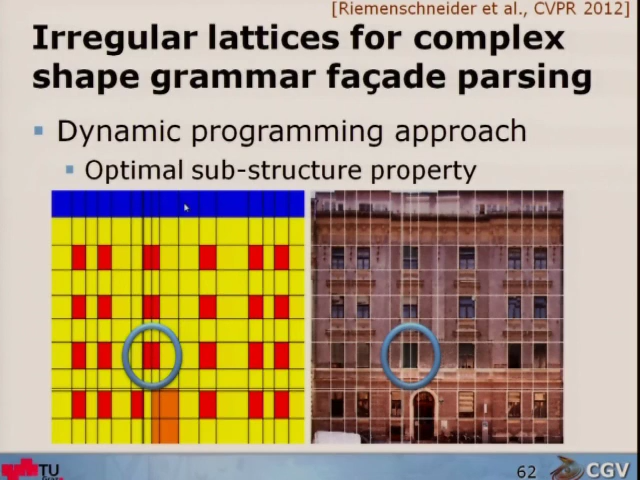 [Riemenschneider et al., CVPR 2012]
Irregular lattices for complex
shape grammar façade parsing
Dynamic programming approach
Optimal sub-structure property
TU
Graz
62
CGV